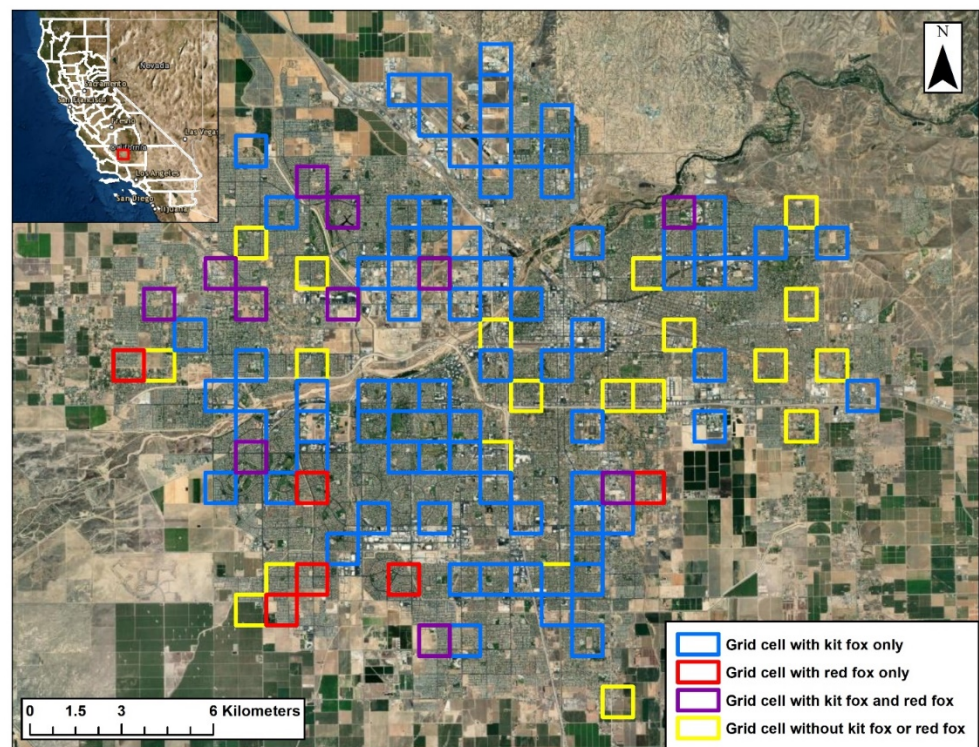 N
Nevada
Sacramento
San Francisco
Fresno
California
Las Vegas
Los Angeles
San Diego
Tijuana
Grid cell with kit fox only
Grid cell with red fox only
Grid cell with kit fox and red fox
Grid cell without kit fox or red fox
0 1.5 3 6 Kilometers